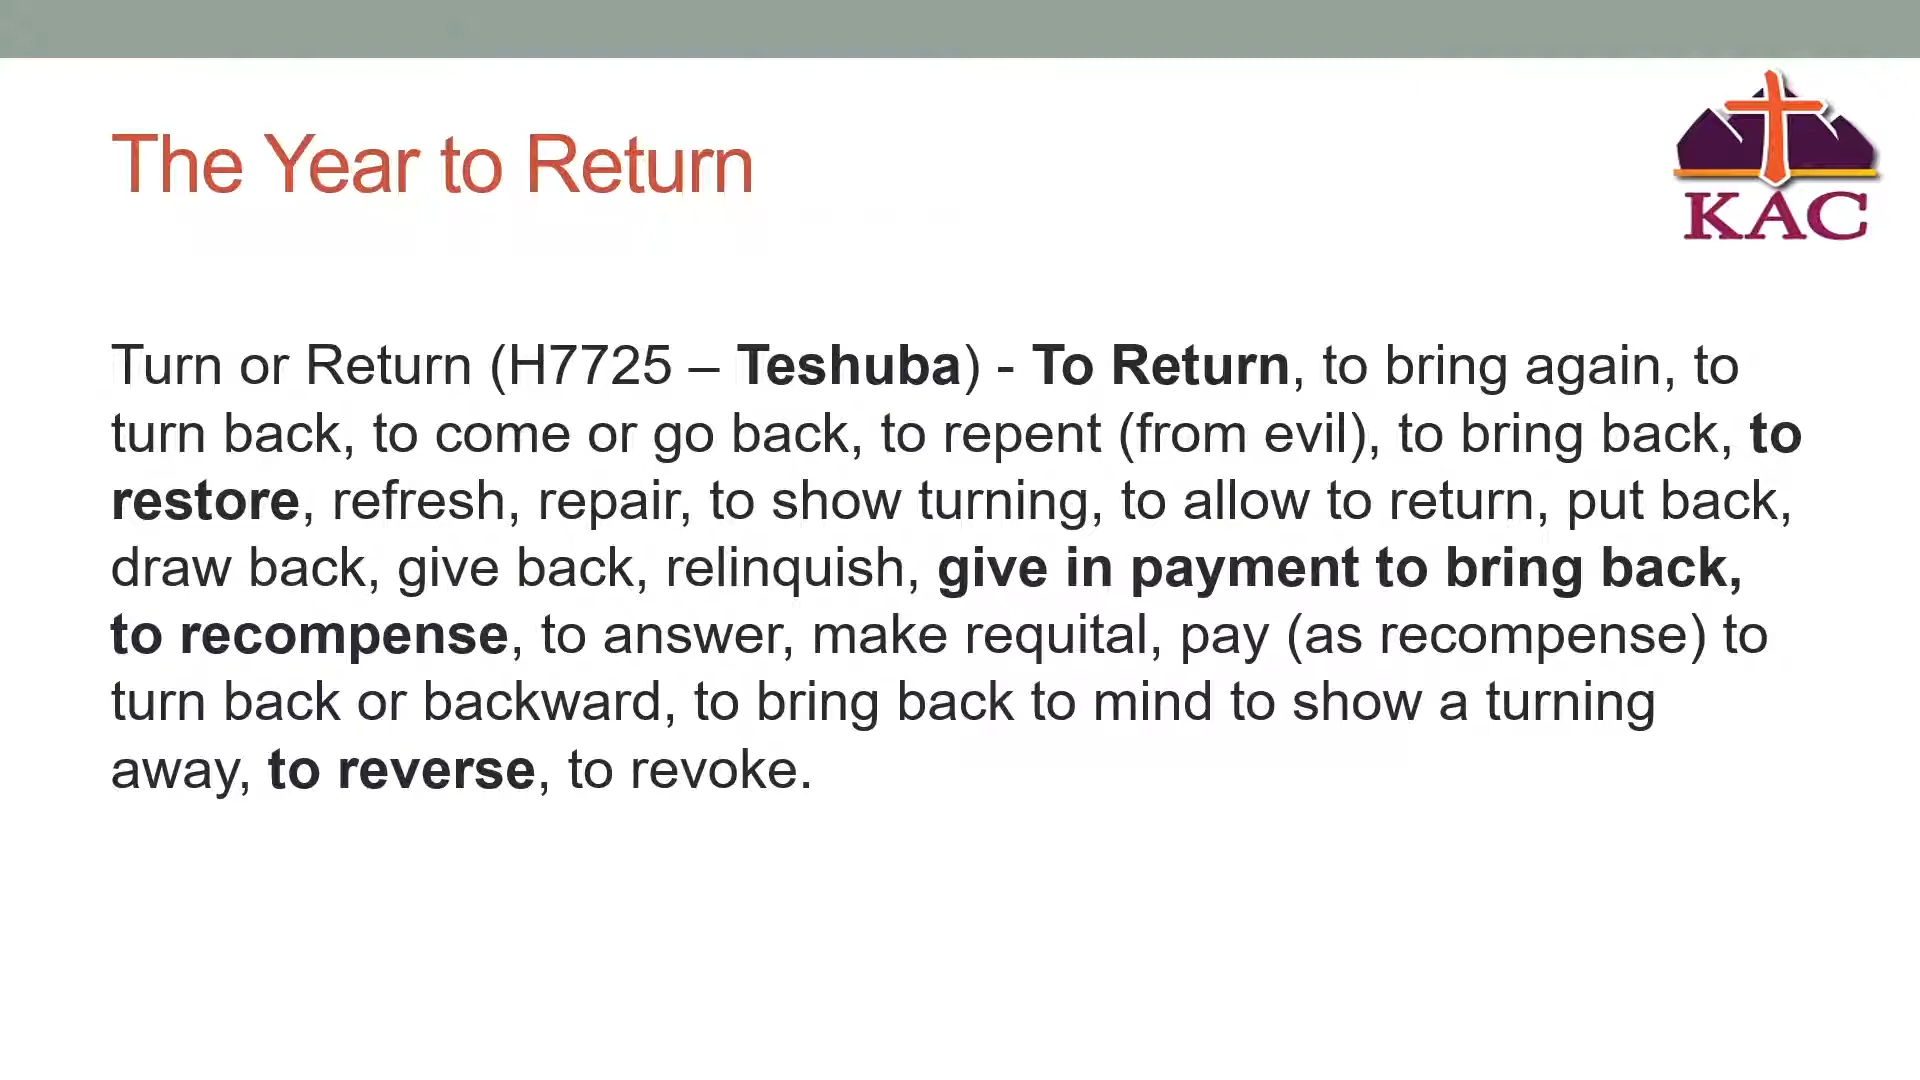 The Year to Return
KAC
Turn or Return (H7725 – Teshuba) - To Return, to bring again, to
turn back, to come or go back, to repent (from evil), to bring back, to
restore, refresh, repair, to show turning, to allow to return, put back,
draw back, give back, relinquish, give in payment to bring back,
to recompense, to answer, make requital, pay (as recompense) to
turn back or backward, to bring back to mind to show a turning
away, to reverse, to revoke.